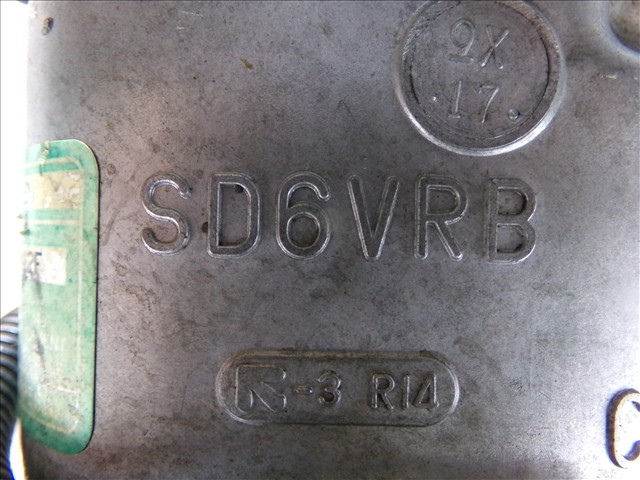 2X
.17.
SD6VRB
-3 R14